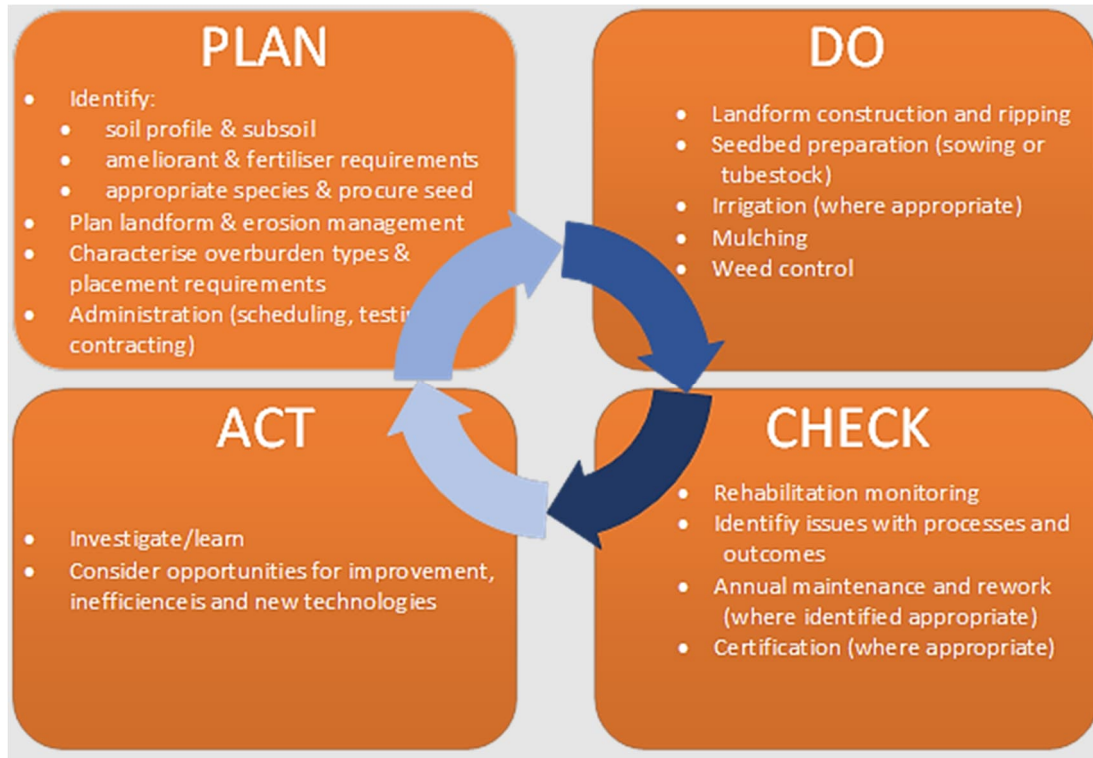 PLAN
• Identify:
• soil profile & subsoil
• ameliorant & fertiliser requirements
• appropriate species & procure seed
• Plan landform & erosion management
• Characterise overburden types &
placement requirements
• Administration (scheduling,
contracting)
DO
• Landform construction and ripping
• Seedbed preparation (sowing or
tubestock)
• Irrigation (where appropriate)
• Mulching
• Weed control
ACT
• Investigate/learn
• Consider opportunities for improvement,
inefficienceis and new technologies
CHECK
• Rehabilitation monitoring
• Identifiy issues with processes and
outcomes
• Annual maintenance and rework
(where identified appropriate)
• Certification (where appropriate)